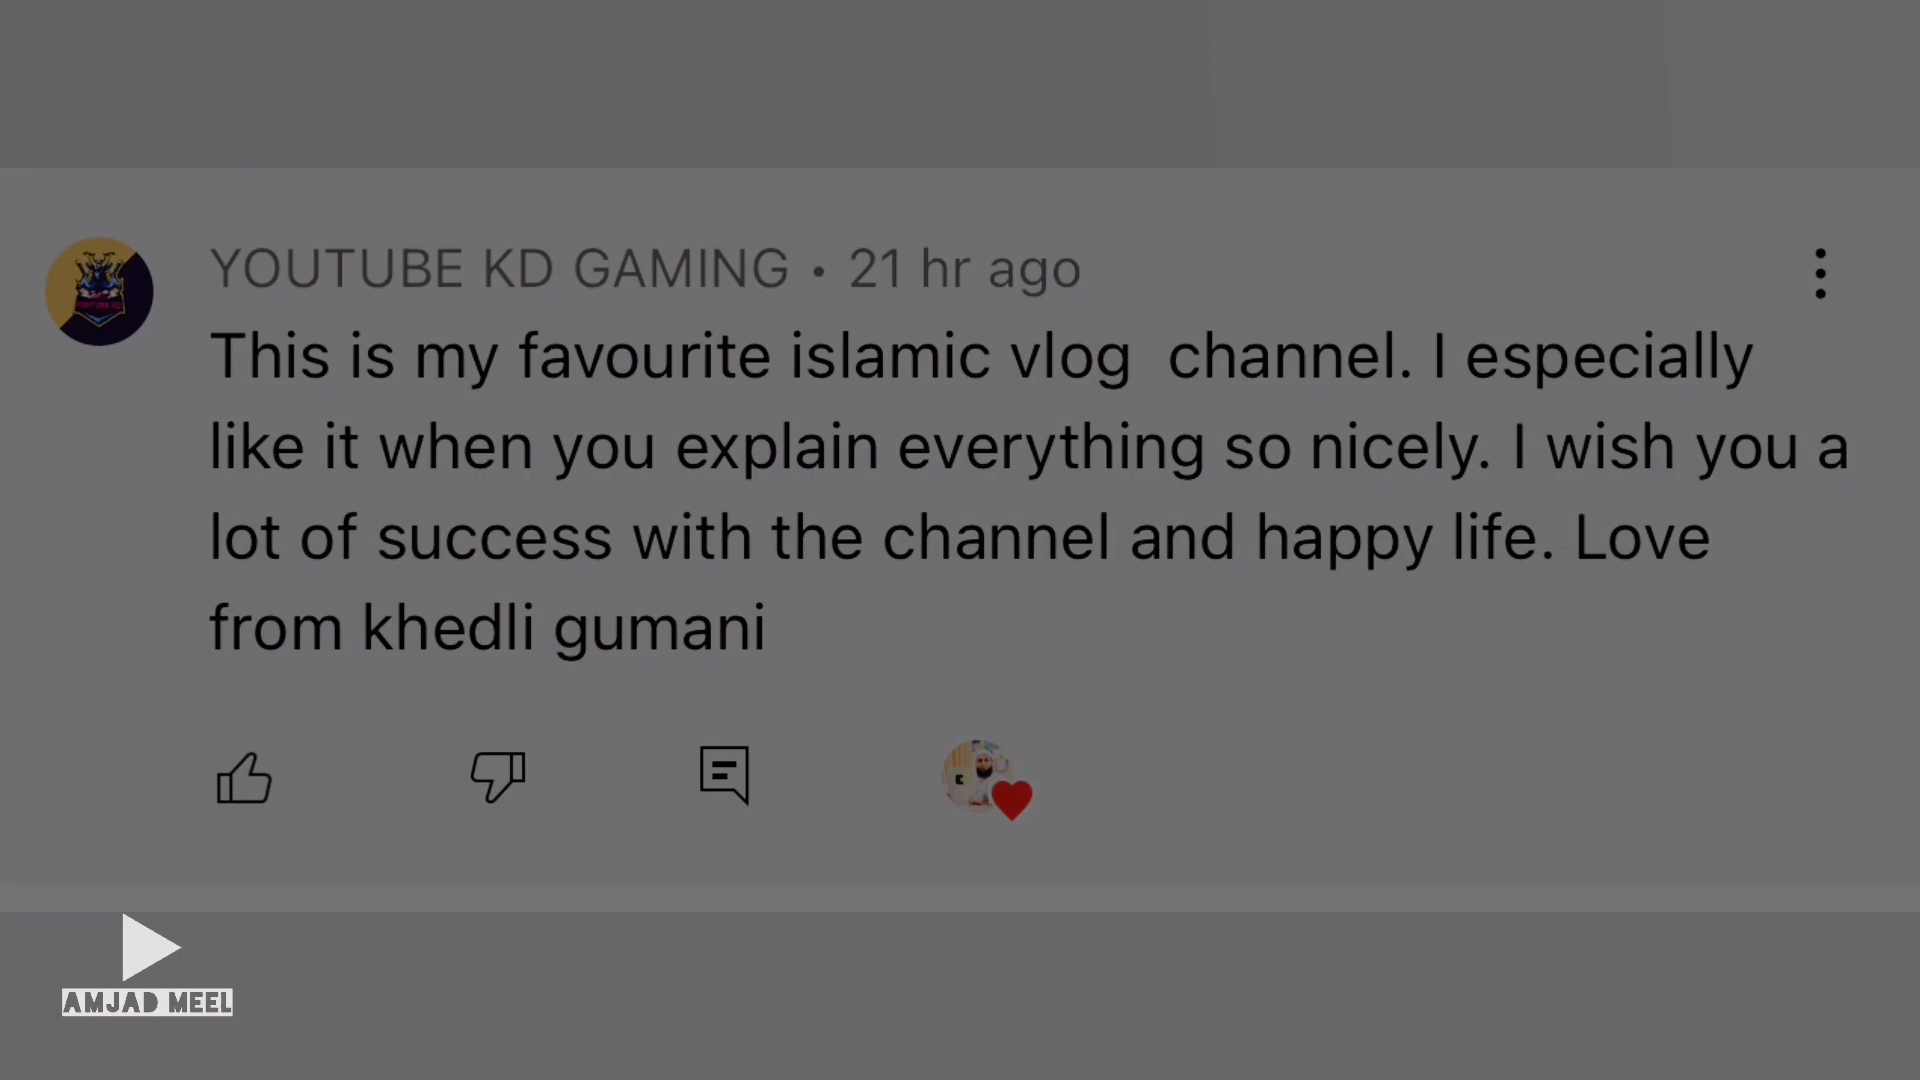 YOUTUBE KD GAMING • 21 hr ago
This is my favourite islamic vlog  channel. I especially
like it when you explain everything so nicely. I wish you a
lot of success with the channel and happy life. Love
from khedli gumani
AMJAD MEEL